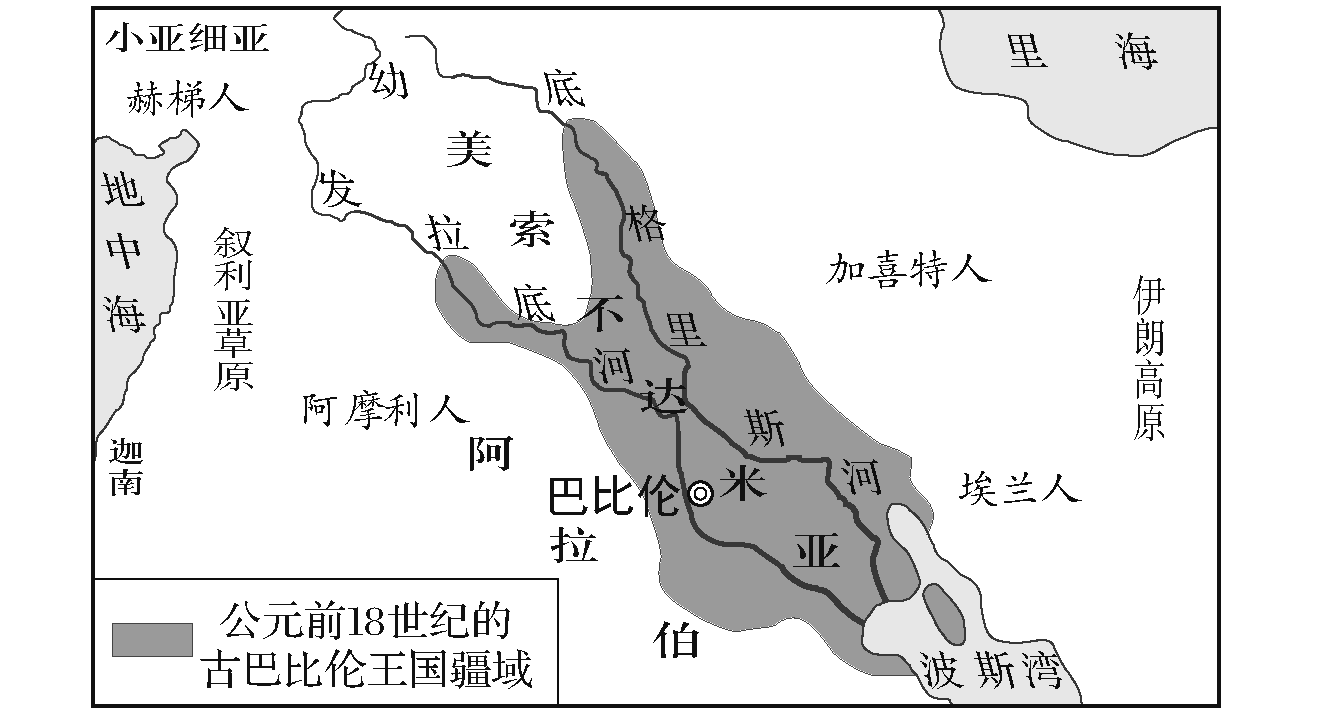 小亚细亚
赫梯人
地中海
叙利亚草原
迦南
幼发拉底河
底格里斯河
美索不达米亚
里海
加喜特人
伊朗高原
阿摩利人
阿拉伯
巴比伦
埃兰人
波斯湾
公元前18世纪的
古巴比伦王国疆域